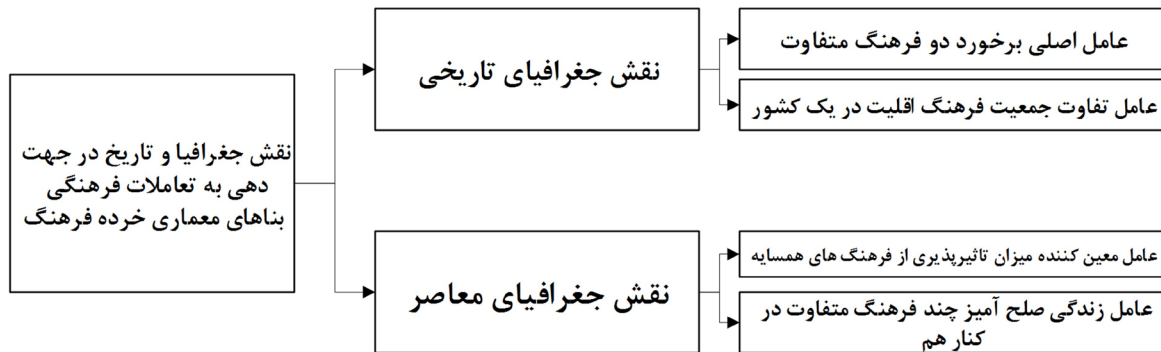 نقش جغرافیا و تاریخ در جهت
دهی به تعاملات فرهنگی
بناهای معماری خرده فرهنگ
نقش جغرافیای تاریخی
عامل اصلی برخورد دو فرهنگ متفاوت
عامل تفاوت جمعیت فرهنگ اقلیت در یک کشور
نقش جغرافیای معاصر
عامل معین کننده میزان تاثیرپذیری از فرهنگ های همسایه
عامل زندگی صلح آمیز چند فرهنگ متفاوت در
کنار هم